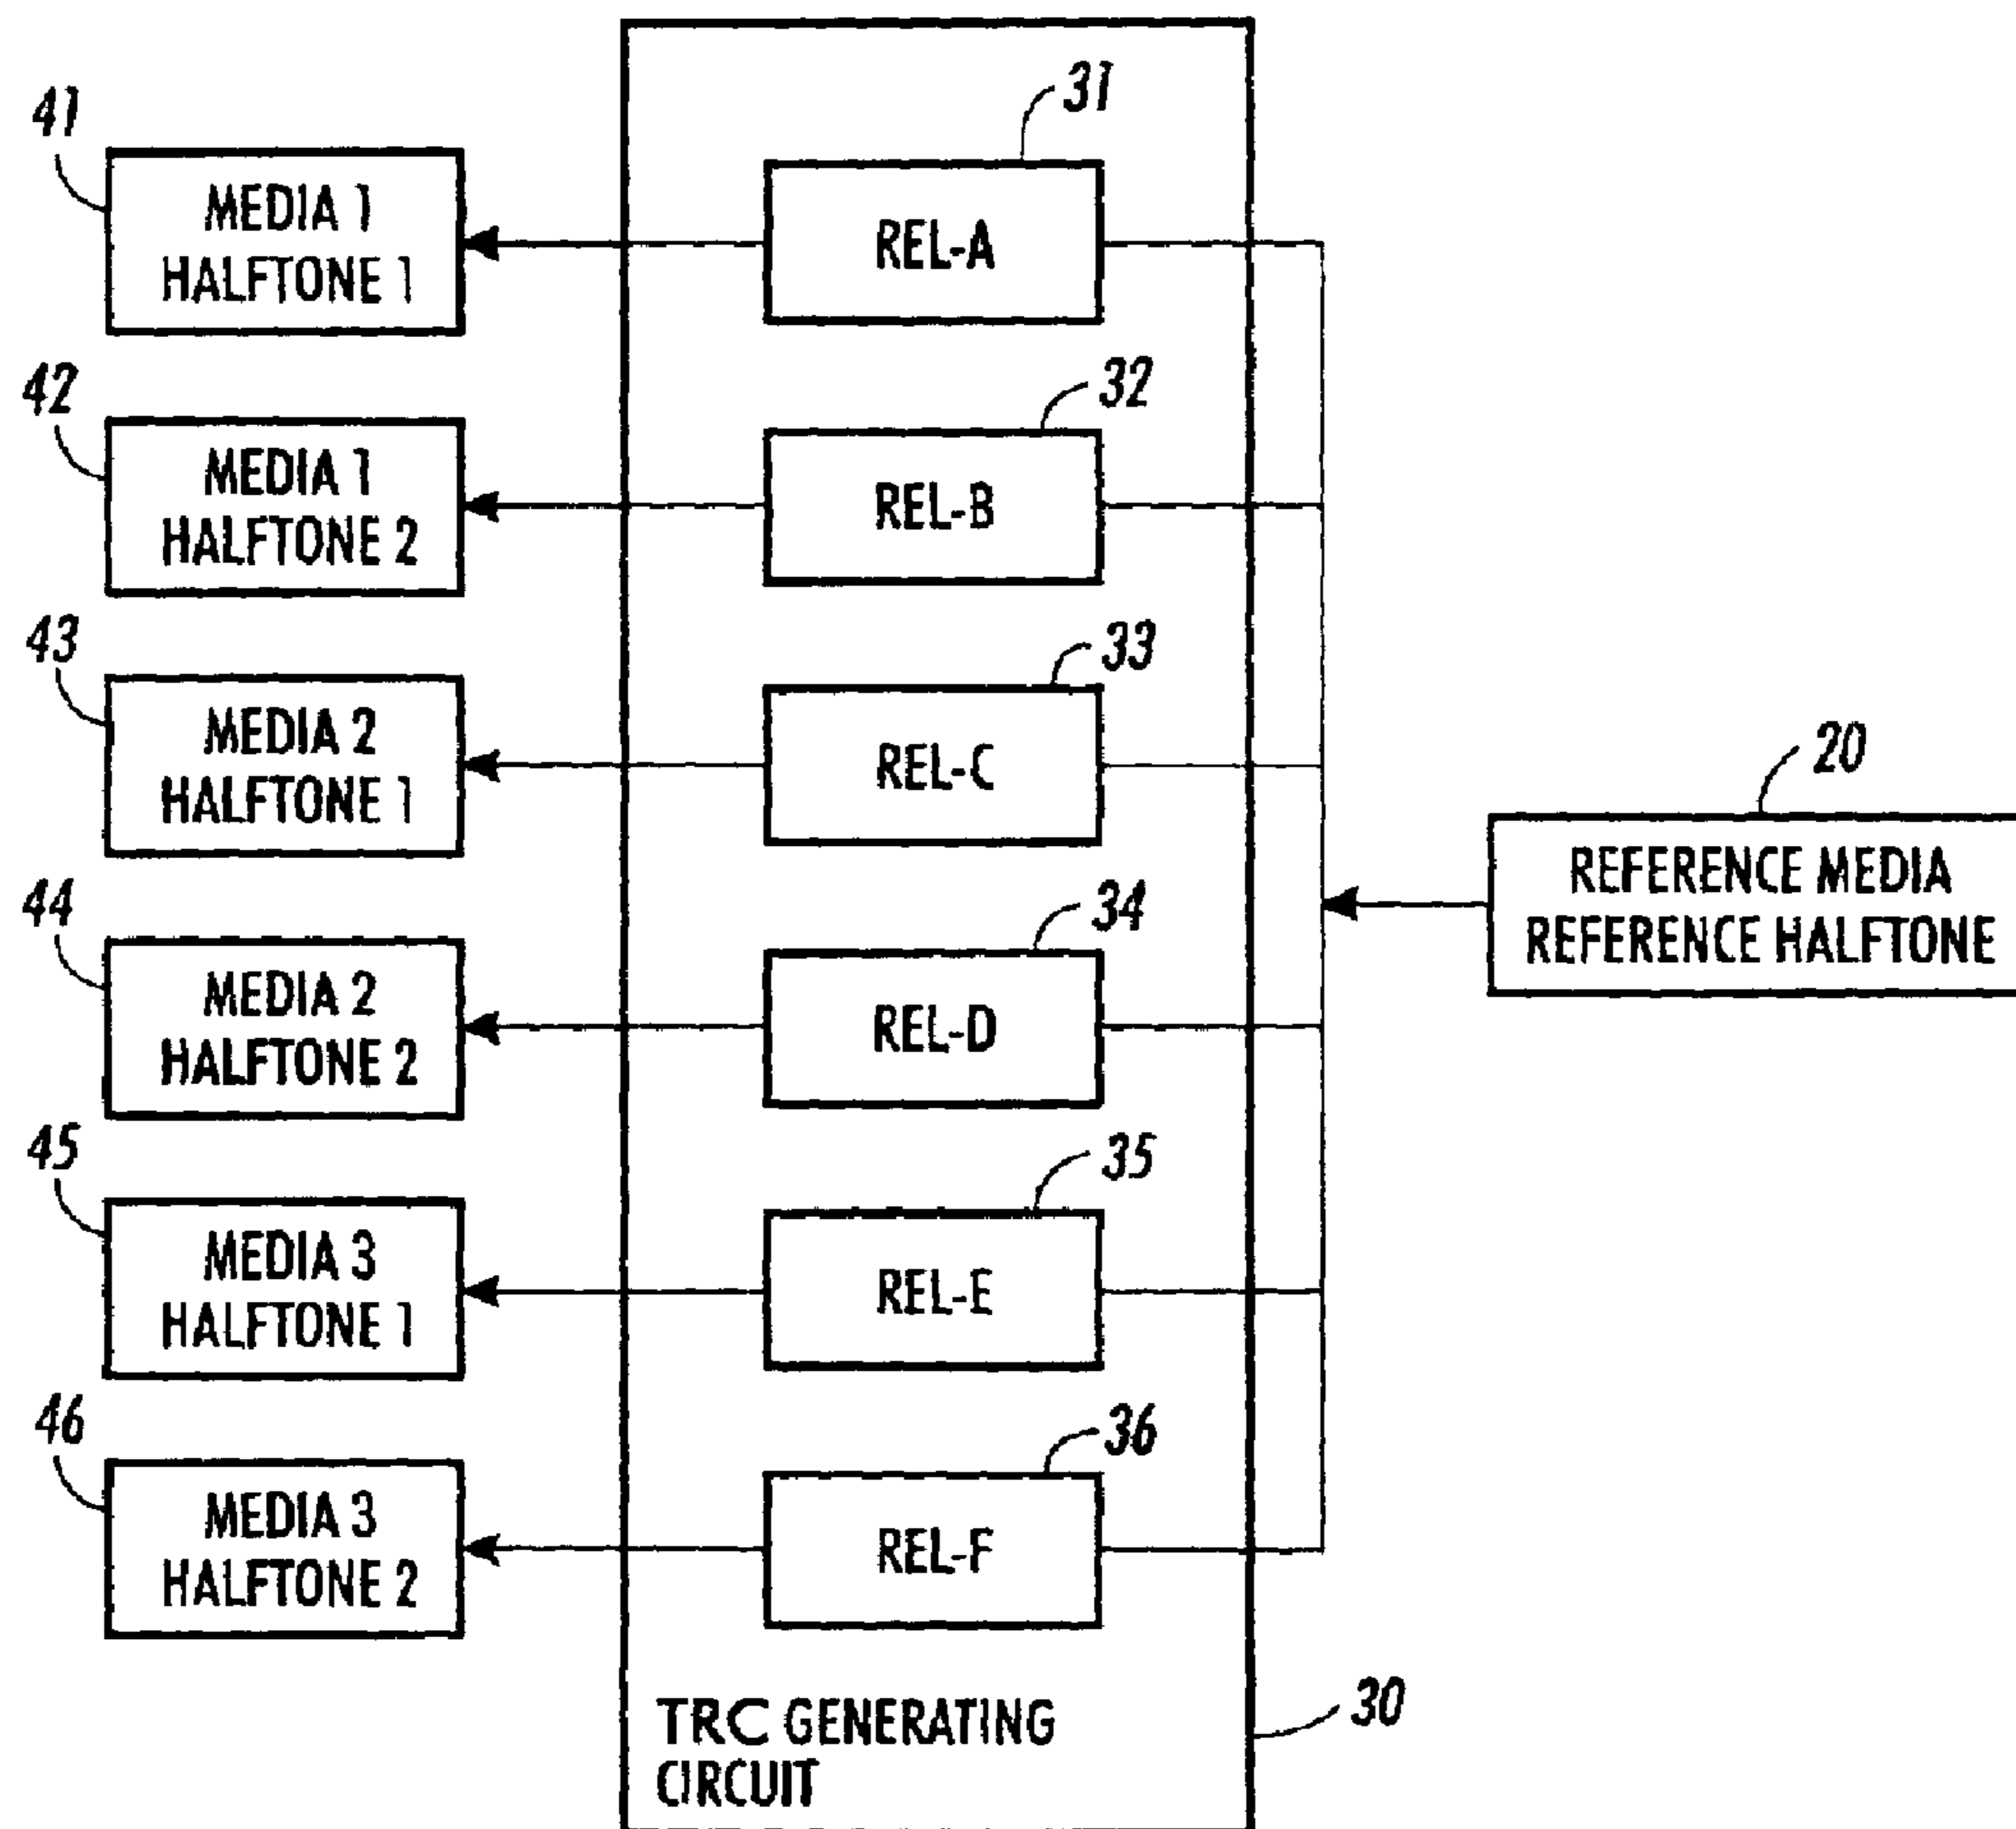 31
41
MEDIA 1
HALFTONE 1
REL-A
32
42
MEDIA 1
HALFTONE 2
REL-B
33
43
MEDIA 2
HALFTONE 1
REL-C
20
REFERENCE MEDIA
REFERENCE HALFTONE
34
44
MEDIA 2
HALFTONE 2
REL-D
35
45
MEDIA 3
HALFTONE 1
REL-E
36
46
MEDIA 3
HALFTONE 2
REL-F
30
TRC GENERATING
CIRCUIT